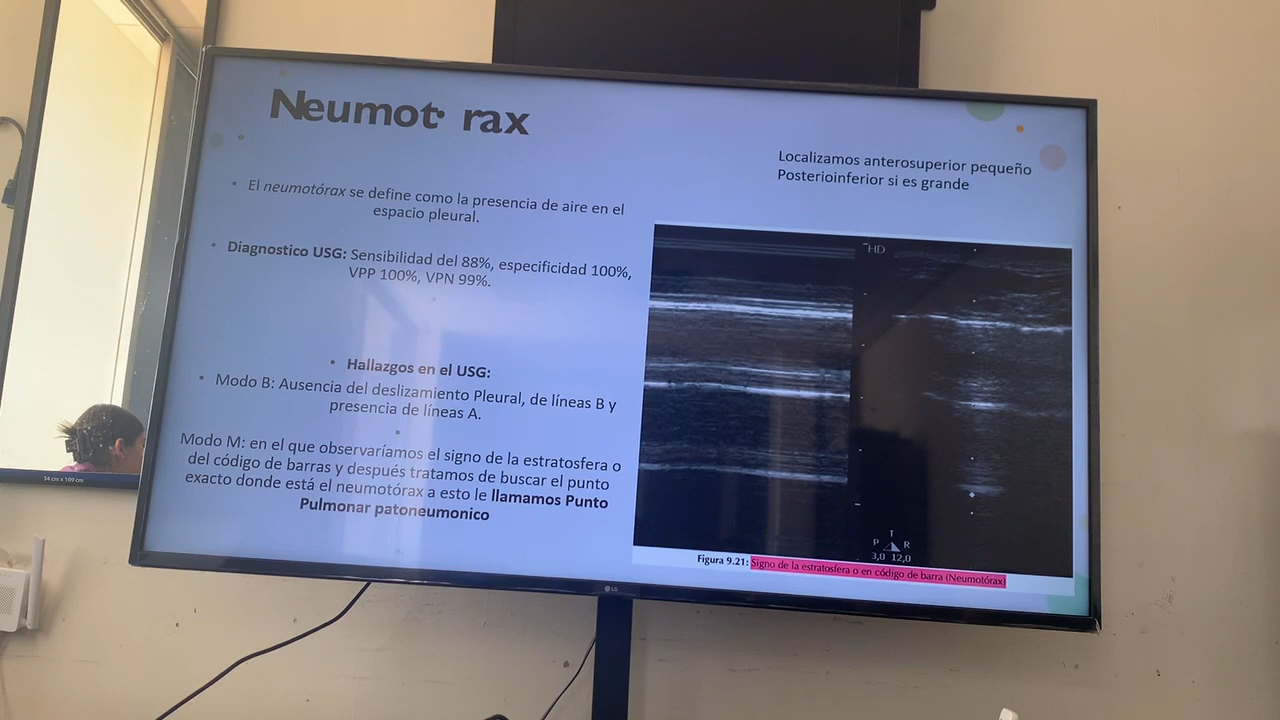 Neumot rax
Localizamos anterosuperior pequeño
Posterioinferior si es grande
• El neumotórax se define como la presencia de aire en el
espacio pleural.
• Diagnostico USG: Sensibilidad del 88%, especificidad 100%,
VPP 100%, VPN 99%.
• Hallazgos en el USG:
• Modo B: Ausencia del deslizamiento Pleural, de líneas B y
presencia de líneas A.
•
Modo M: en el que observaríamos el signo de la estratosfera o
del código de barras y después tratamos de buscar el punto
exacto donde está el neumotórax a esto le llamamos Punto
Pulmonar patoneumonico
HD
T
P R
3,0 12,0
Figura 9.21: Signo de la estratosfera o en código de barra (Neumotórax)
LG
34 cm x 109 cm